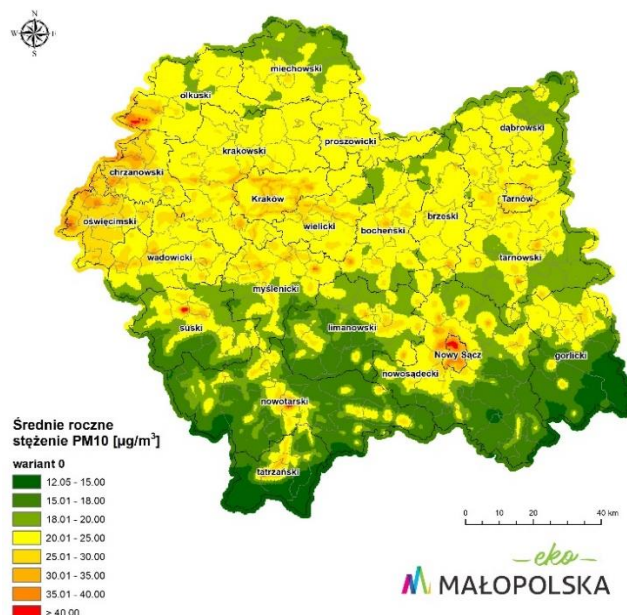 N
W E
S
miechowski
olkuski
dąbrowski
proszowicki
krakowski
chrzanowski
Kraków
Tarnów
oświęcimski
brzeski
wielicki
bocheński
wadowicki
tarnowski
myślenicki
suski
limanowski
Nowy Sącz
gorlicki
nowosądecki
nowotarski
tatrzański
Średnie roczne
stężenie PM10 [µg/m³]
wariant 0
12.05 - 15.00
15.01 - 18.00
18.01 - 20.00
20.01 - 25.00
25.01 - 30.00
30.01 - 35.00
35.01 - 40.00
> 40.00
0 10 20 40 km
eko
MAŁOPOLSKA